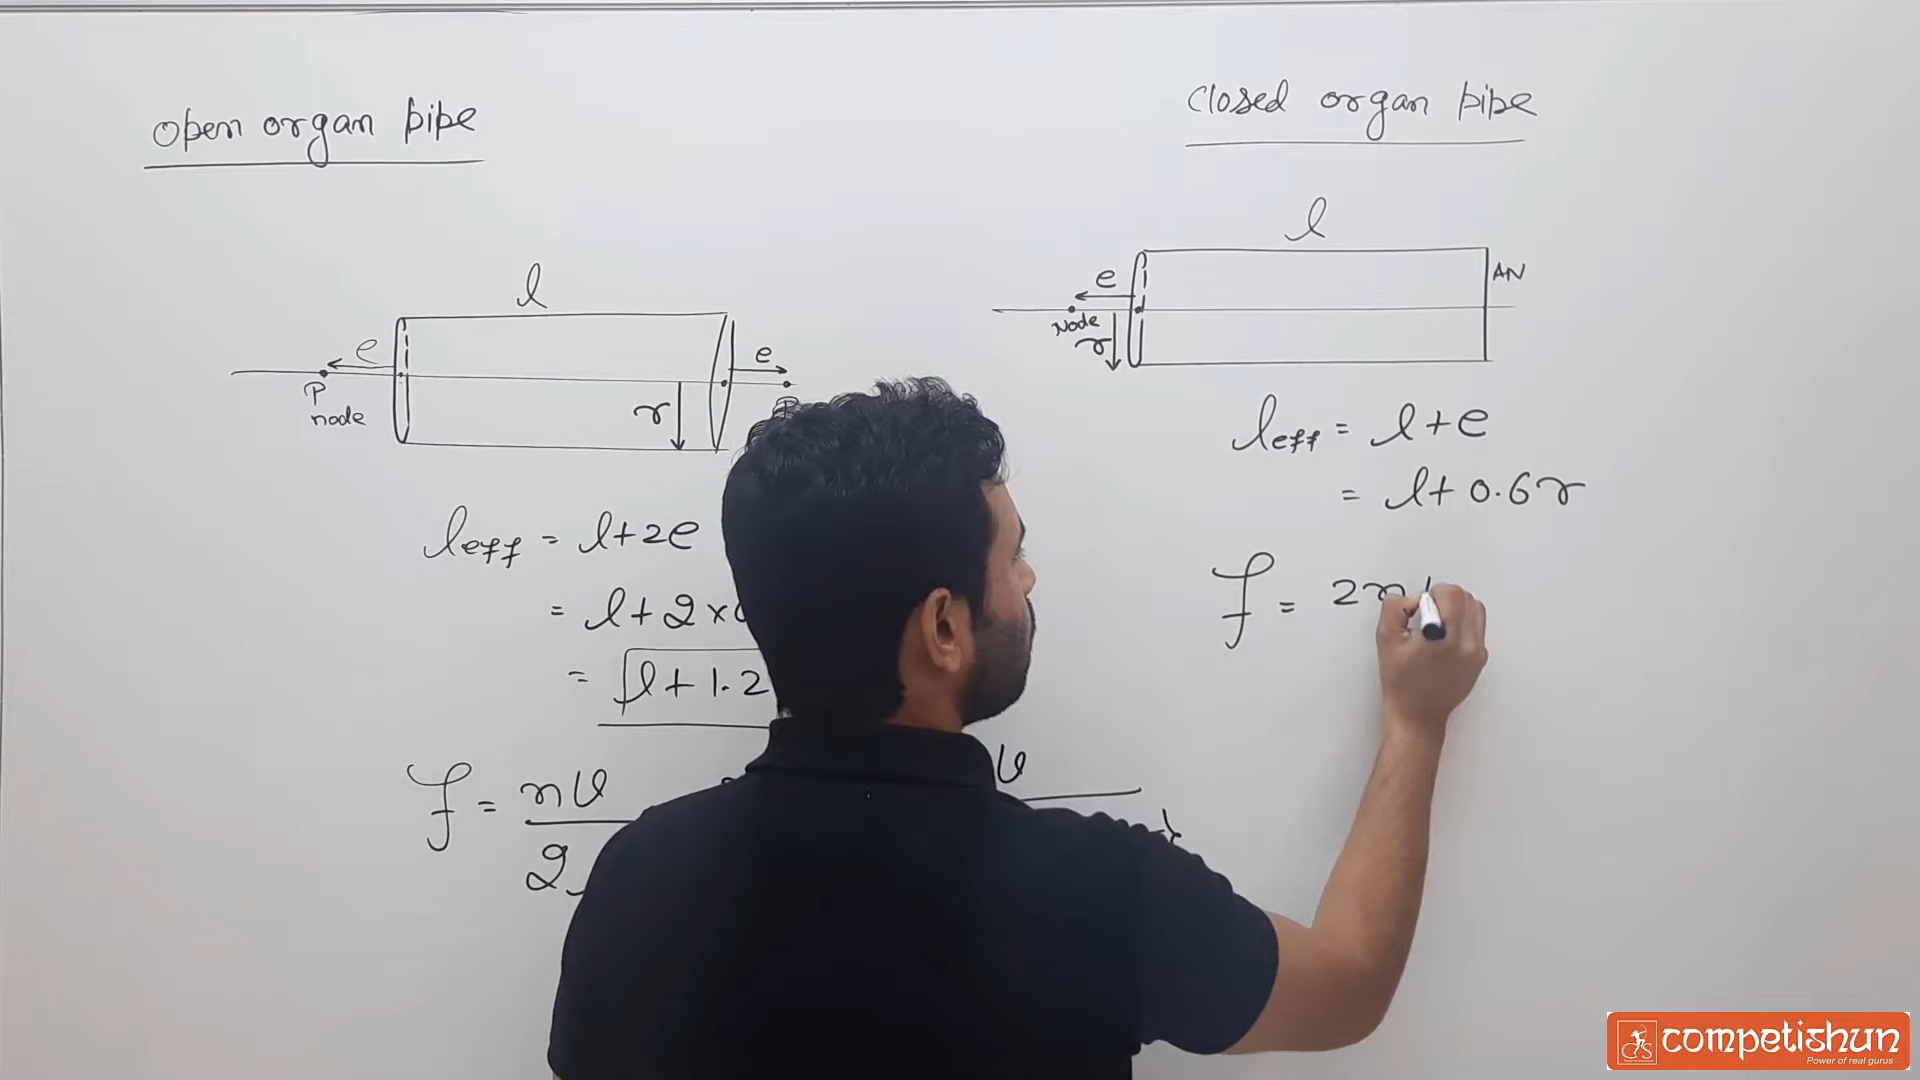 open organ pipe
l
e
e
P
node
r
leff = l+2e
= l+2×
= l+1.2
f = nv
2
v
closed organ pipe
l
e
AN
Node
r
leff = l+e
= l+0.6r
f = 2n
competishun
Power of real gurus